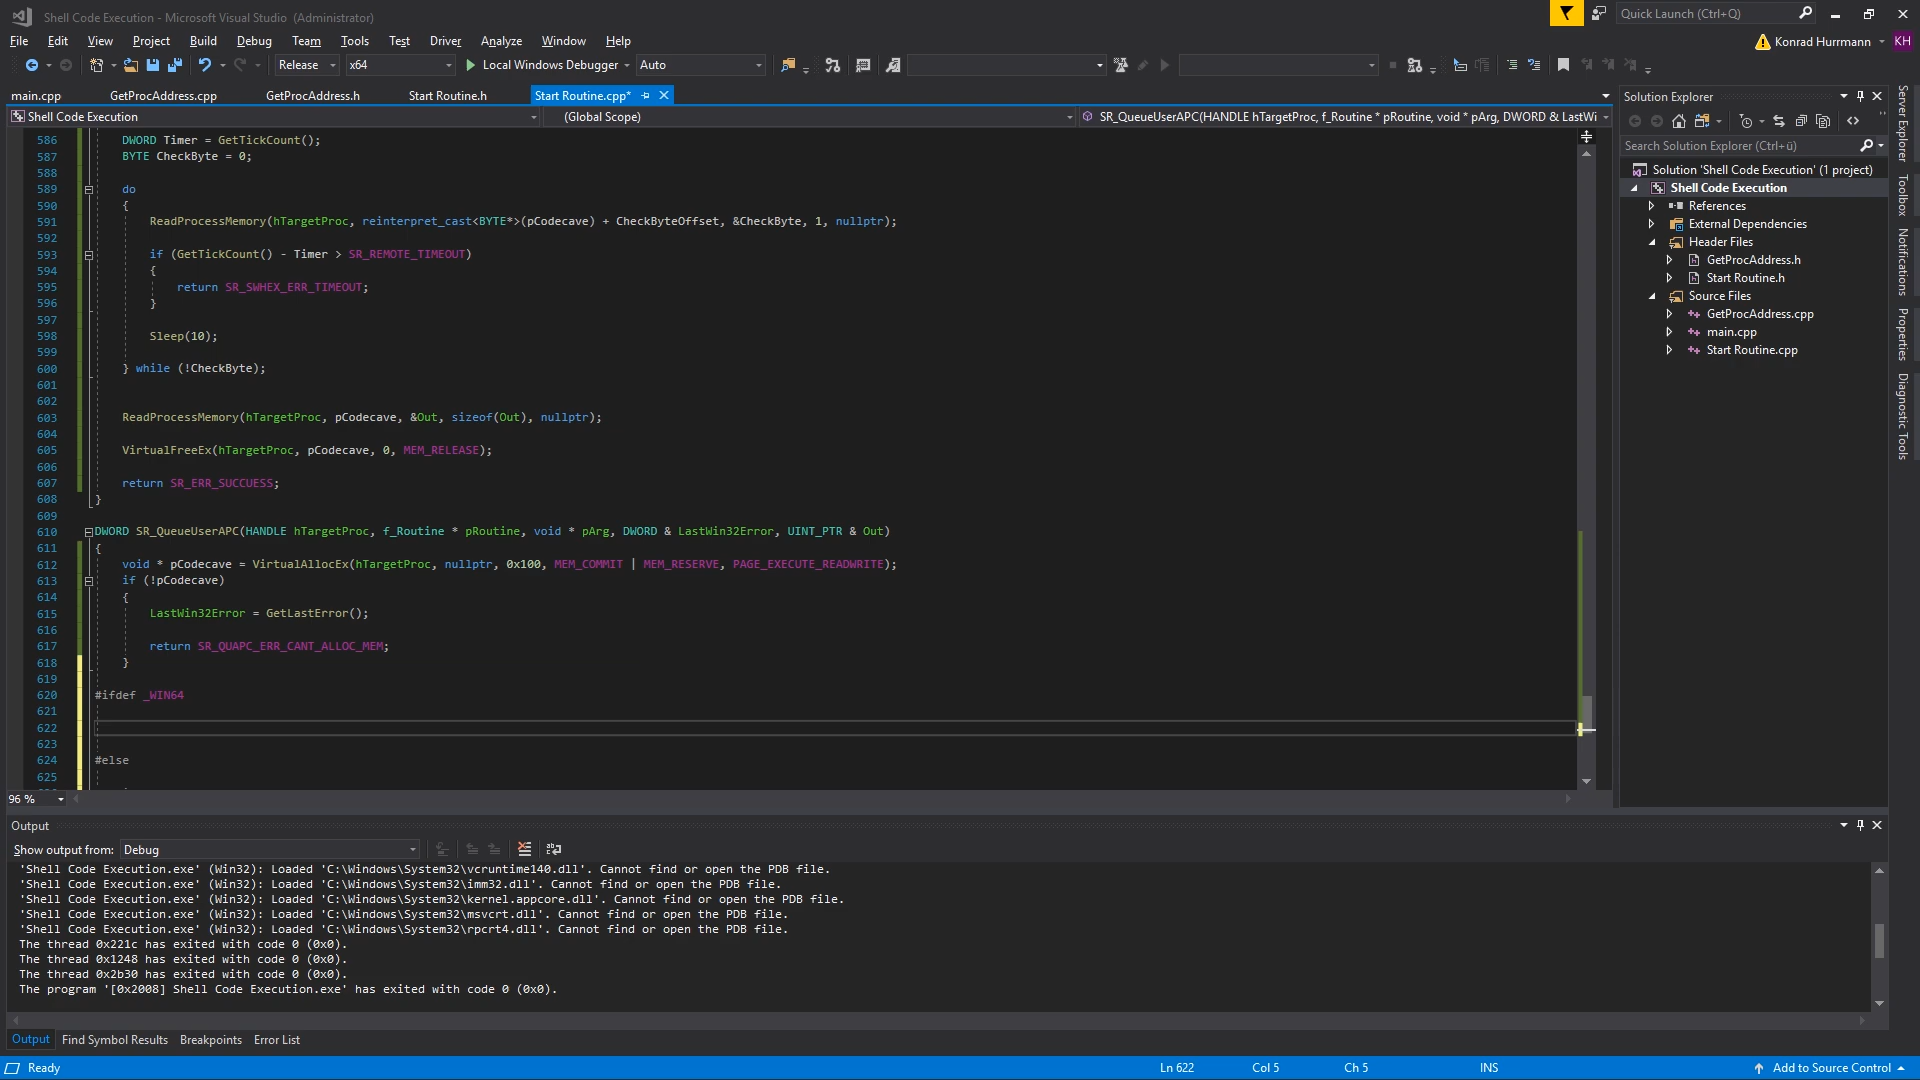 Shell Code Execution - Microsoft Visual Studio (Administrator)
Quick Launch (Ctrl+Q)
File Edit View Project Build Debug Team Tools Test Driver Analyze Window Help
Konrad Hurrmann KH
Release x64 Local Windows Debugger Auto
main.cpp GetProcAddress.cpp GetProcAddress.h Start Routine.h Start Routine.cpp*
Shell Code Execution (Global Scope) SR_QueueUserAPC(HANDLE hTargetProc, f_Routine * pRoutine, void * pArg, DWORD & LastWi
586 DWORD Timer = GetTickCount();
587 BYTE CheckByte = 0;
588
589 do
590 {
591 ReadProcessMemory(hTargetProc, reinterpret_cast<BYTE*>(pCodecave) + CheckByteOffset, &CheckByte, 1, nullptr);
592
593 if (GetTickCount() - Timer > SR_REMOTE_TIMEOUT)
594 {
595 return SR_SWHEX_ERR_TIMEOUT;
596 }
597
598 Sleep(10);
599
600 } while (!CheckByte);
601
602
603 ReadProcessMemory(hTargetProc, pCodecave, &Out, sizeof(Out), nullptr);
604
605 VirtualFreeEx(hTargetProc, pCodecave, 0, MEM_RELEASE);
606
607 return SR_ERR_SUCCUESS;
608 }
609
610 DWORD SR_QueueUserAPC(HANDLE hTargetProc, f_Routine * pRoutine, void * pArg, DWORD & LastWin32Error, UINT_PTR & Out)
611 {
612 void * pCodecave = VirtualAllocEx(hTargetProc, nullptr, 0x100, MEM_COMMIT | MEM_RESERVE, PAGE_EXECUTE_READWRITE);
613 if (!pCodecave)
614 {
615 LastWin32Error = GetLastError();
616
617 return SR_QUAPC_ERR_CANT_ALLOC_MEM;
618 }
619
620 #ifdef _WIN64
621
622
623
624 #else
625
96 %
Solution Explorer
Search Solution Explorer (Ctrl+ü)
Solution 'Shell Code Execution' (1 project)
Shell Code Execution
References
External Dependencies
Header Files
GetProcAddress.h
Start Routine.h
Source Files
GetProcAddress.cpp
main.cpp
Start Routine.cpp
Server Explorer
Toolbox
Notifications
Properties
Diagnostic Tools
Output
Show output from: Debug
'Shell Code Execution.exe' (Win32): Loaded 'C:\Windows\System32\vcruntime140.dll'. Cannot find or open the PDB file.
'Shell Code Execution.exe' (Win32): Loaded 'C:\Windows\System32\imm32.dll'. Cannot find or open the PDB file.
'Shell Code Execution.exe' (Win32): Loaded 'C:\Windows\System32\kernel.appcore.dll'. Cannot find or open the PDB file.
'Shell Code Execution.exe' (Win32): Loaded 'C:\Windows\System32\msvcrt.dll'. Cannot find or open the PDB file.
'Shell Code Execution.exe' (Win32): Loaded 'C:\Windows\System32\rpcrt4.dll'. Cannot find or open the PDB file.
The thread 0x221c has exited with code 0 (0x0).
The thread 0x1248 has exited with code 0 (0x0).
The thread 0x2b30 has exited with code 0 (0x0).
The program '[0x2008] Shell Code Execution.exe' has exited with code 0 (0x0).
Output Find Symbol Results Breakpoints Error List
Ready Ln 622 Col 5 Ch 5 INS Add to Source Control